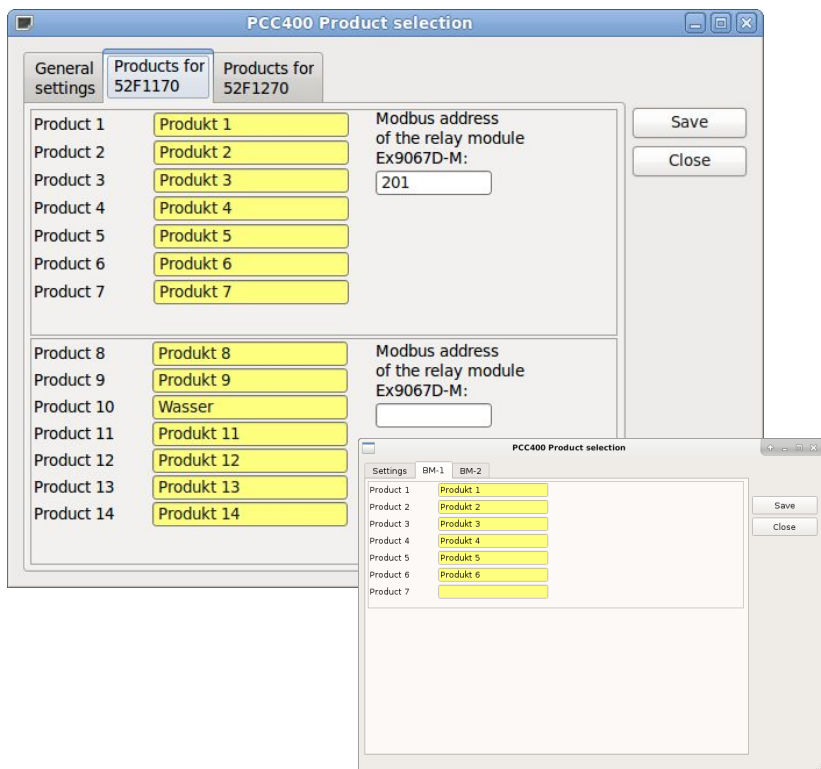 PCC400 Product selection
General settings
Products for 52F1170
Products for 52F1270
Product 1 Produkt 1
Product 2 Produkt 2
Product 3 Produkt 3
Product 4 Produkt 4
Product 5 Produkt 5
Product 6 Produkt 6
Product 7 Produkt 7
Modbus address
of the relay module
Ex9067D-M:
201
Save
Close
Product 8 Produkt 8
Product 9 Produkt 9
Product 10 Wasser
Product 11 Produkt 11
Product 12 Produkt 12
Product 13 Produkt 13
Product 14 Produkt 14
Modbus address
of the relay module
Ex9067D-M:
PCC400 Product selection
Settings BM-1 BM-2
Product 1 Produkt 1
Product 2 Produkt 2
Product 3 Produkt 3
Product 4 Produkt 4
Product 5 Produkt 5
Product 6 Produkt 6
Product 7
Save
Close